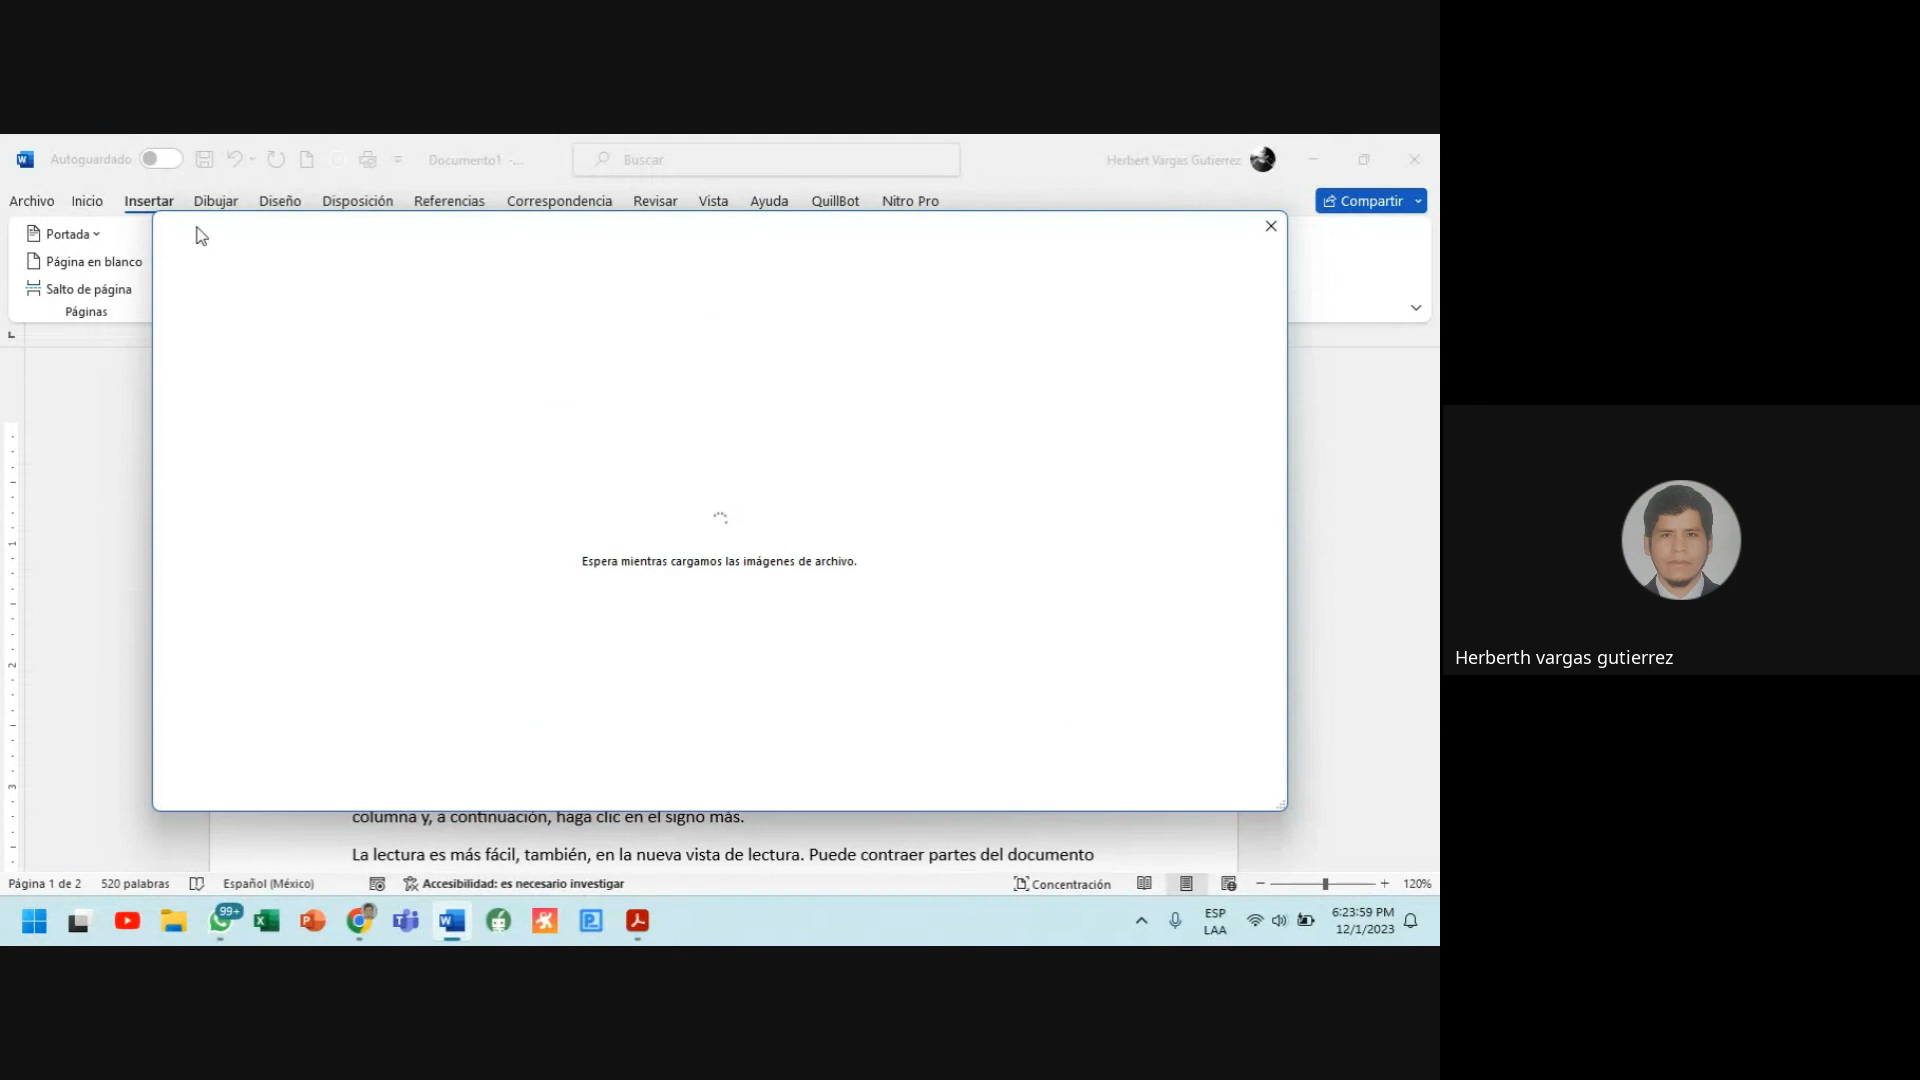 Autoguardado
Documento1 -...
Buscar
Herbert Vargas Gutierrez
Archivo Inicio Insertar Dibujar Diseño Disposición Referencias Correspondencia Revisar Vista Ayuda QuillBot Nitro Pro
Compartir
Portada
Página en blanco
Salto de página
Páginas
Espera mientras cargamos las imágenes de archivo.
1
2
3
columna y, a continuación, haga clic en el signo más.
La lectura es más fácil, también, en la nueva vista de lectura. Puede contraer partes del documento
Página 1 de 2 520 palabras Español (México) Accesibilidad: es necesario investigar Concentración 120%
99+
ESP
LAA
6:23:59 PM
12/1/2023
Herberth vargas gutierrez